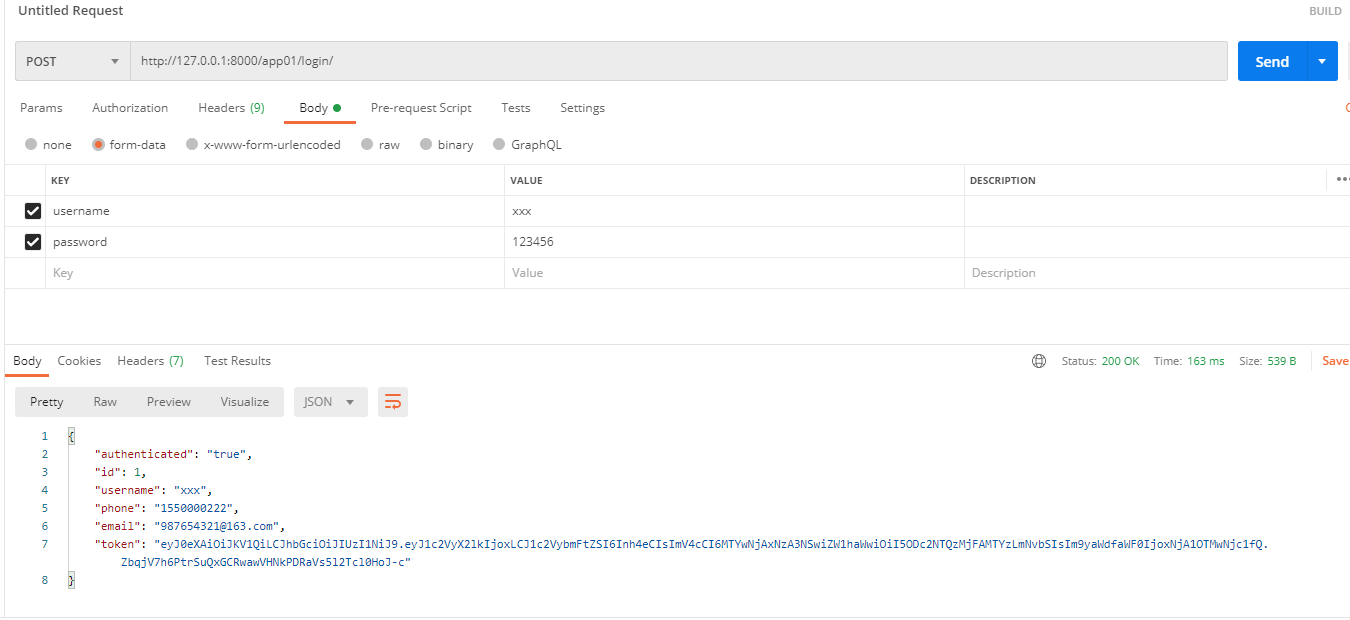 Untitled Request
BUILD
POST
http://127.0.0.1:8000/app01/login/
Send
Params Authorization Headers (9) Body Pre-request Script Tests Settings
none form-data x-www-form-urlencoded raw binary GraphQL
KEY VALUE DESCRIPTION
username xxx
password 123456
Key Value Description
Body Cookies Headers (7) Test Results
Status: 200 OK Time: 163 ms Size: 539 B Save
Pretty Raw Preview Visualize JSON
1 {
2 "authenticated": "true",
3 "id": 1,
4 "username": "xxx",
5 "phone": "1550000222",
6 "email": "987654321@163.com",
7 "token": "eyJ0eXAiOiJKV1QiLCJhbGciOiJIUzI1NiJ9.eyJ1c2VyX2lkIjoxLCJ1c2VybmFtZSI6Inh4eCIsImV4cCI6MTYwNjAxNzA3NSwiZW1haWwiOiI5ODc2NTQzMjFAMTYzLmNvbSIsIm9yaWdfaWF0IjoxNjA1OTMwNjc1fQ.
ZbqjV7h6PtrSuQxGCRwawVHNkPDRaVs5l2Tcl0HoJ-c"
8 }